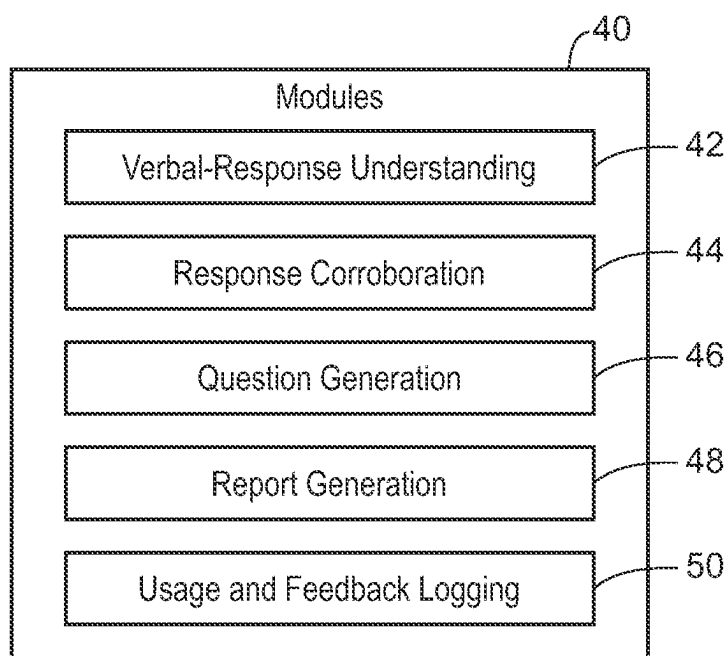 40
Modules
Verbal-Response Understanding
42
Response Corroboration
44
Question Generation
46
Report Generation
48
Usage and Feedback Logging
50